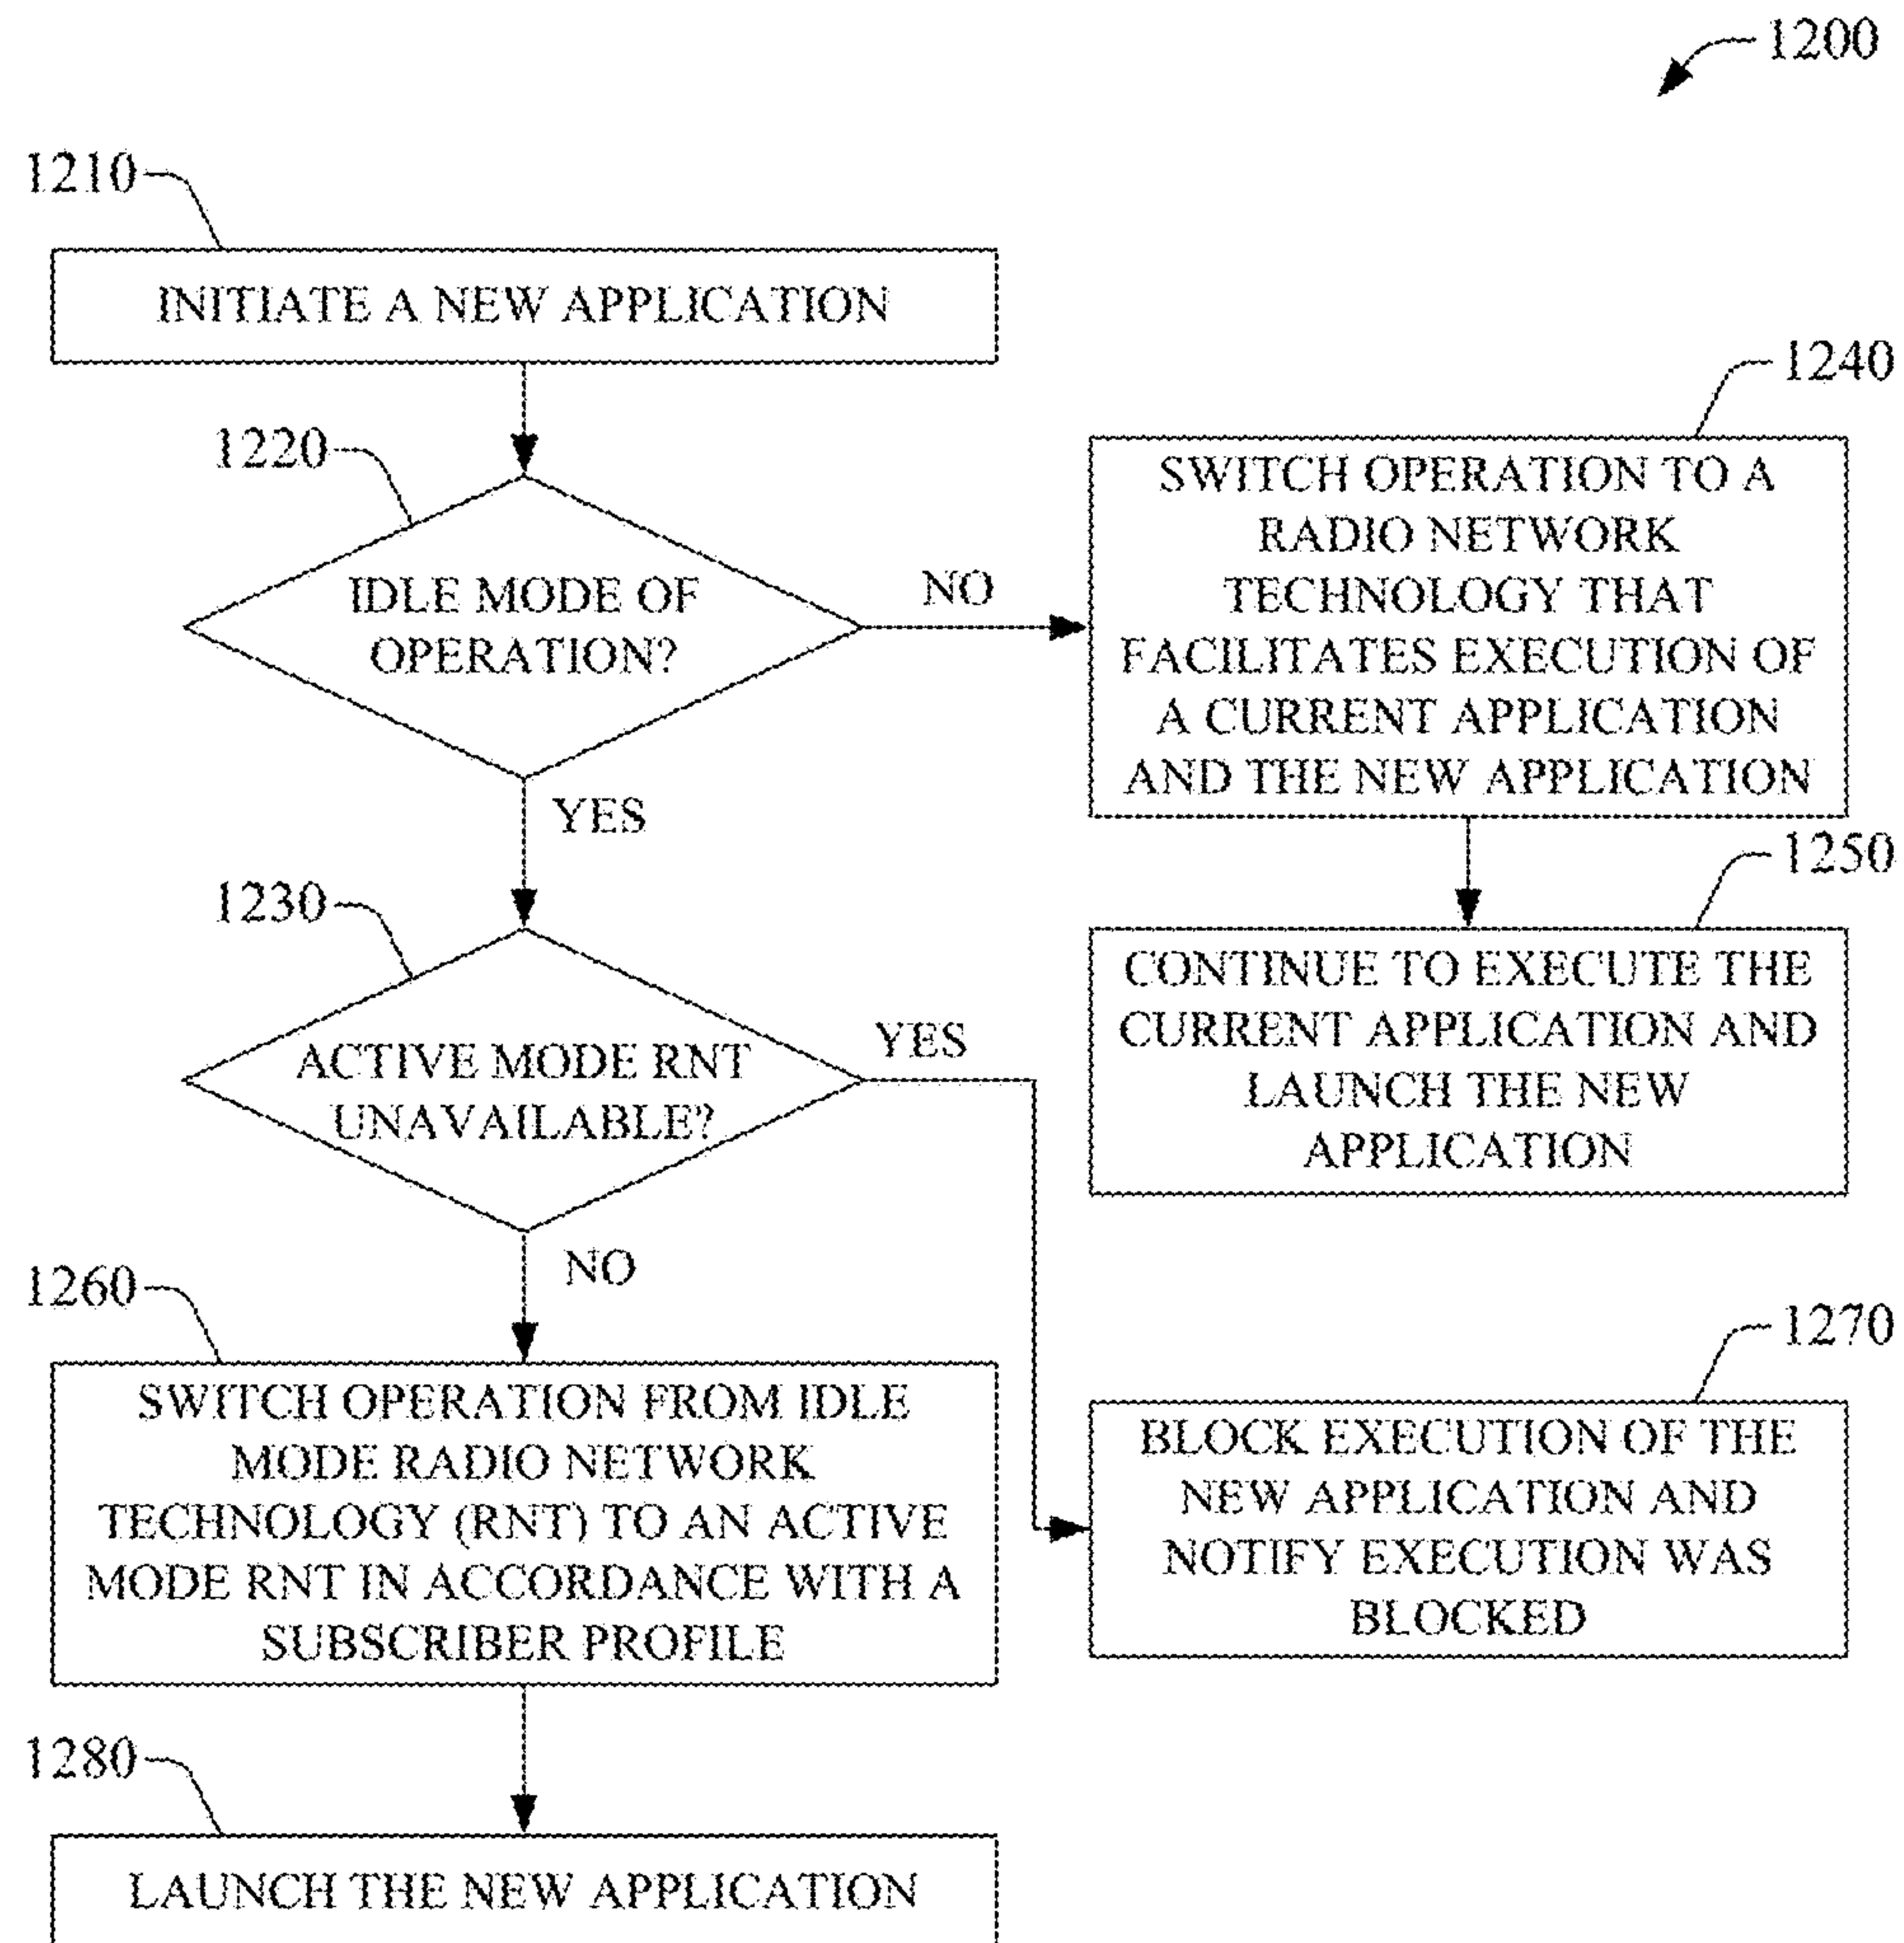 1200
1210
INITIATE A NEW APPLICATION
1220
IDLE MODE OF
OPERATION?
NO
YES
1240
SWITCH OPERATION TO A
RADIO NETWORK
TECHNOLOGY THAT
FACILITATES EXECUTION OF
A CURRENT APPLICATION
AND THE NEW APPLICATION
1250
CONTINUE TO EXECUTE THE
CURRENT APPLICATION AND
LAUNCH THE NEW
APPLICATION
1230
ACTIVE MODE RNT
UNAVAILABLE?
YES
NO
1260
SWITCH OPERATION FROM IDLE
MODE RADIO NETWORK
TECHNOLOGY (RNT) TO AN ACTIVE
MODE RNT IN ACCORDANCE WITH A
SUBSCRIBER PROFILE
1270
BLOCK EXECUTION OF THE
NEW APPLICATION AND
NOTIFY EXECUTION WAS
BLOCKED
1280
LAUNCH THE NEW APPLICATION